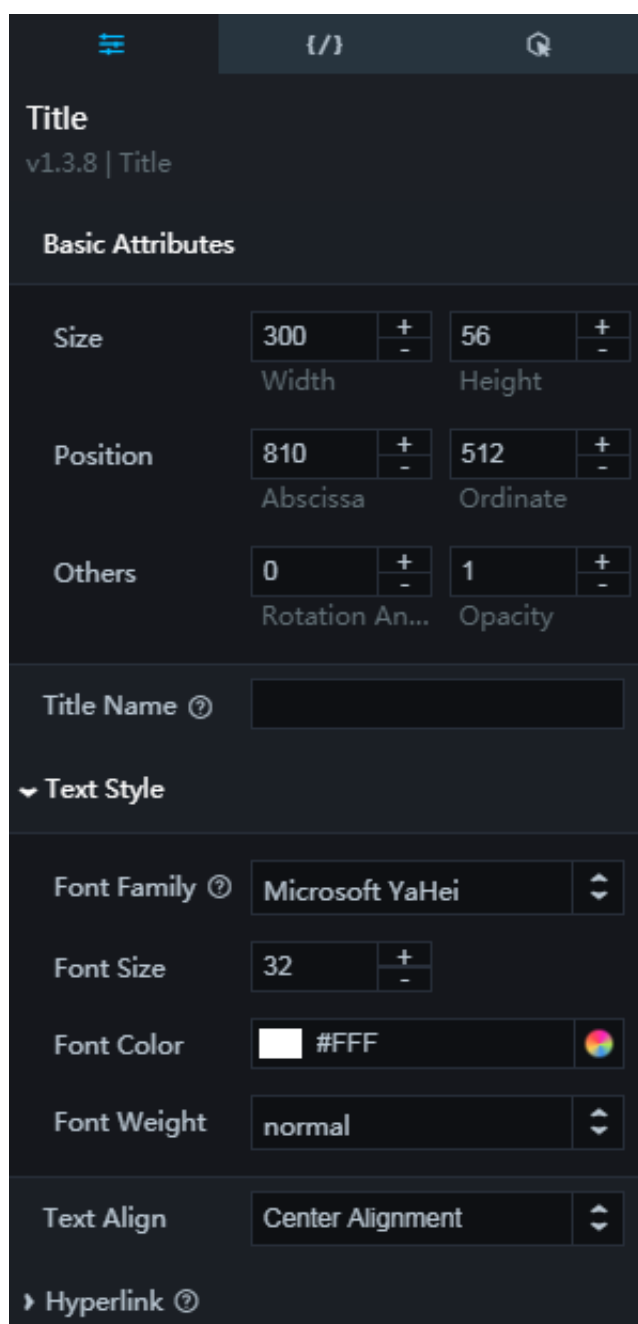 {/}
Title
v1.3.8 | Title
Basic Attributes
Size 300 + - 56 + -
Width Height
Position 810 + - 512 + -
Abscissa Ordinate
Others 0 + - 1 + -
Rotation An... Opacity
Title Name ?
Text Style
Font Family ? Microsoft YaHei
Font Size 32 + -
Font Color #FFF
Font Weight normal
Text Align Center Alignment
Hyperlink ?